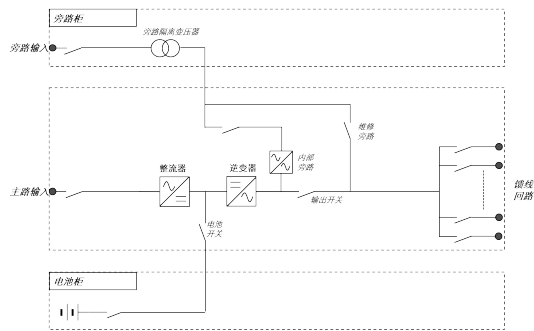 旁路柜
旁路隔离变压器
旁路输入
维修
旁路
内部
旁路
整流器
逆变器
主路输入
输出开关
馈线
回路
电池
开关
电池柜